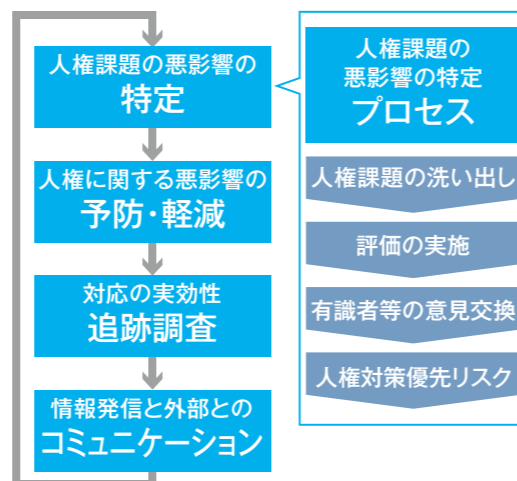 人権課題の悪影響の
特定
人権に関する悪影響の
予防・軽減
対応の実効性
追跡調査
情報発信と外部との
コミュニケーション
人権課題の
悪影響の特定
プロセス
人権課題の洗い出し
評価の実施
有識者等の意見交換
人権対策優先リスク